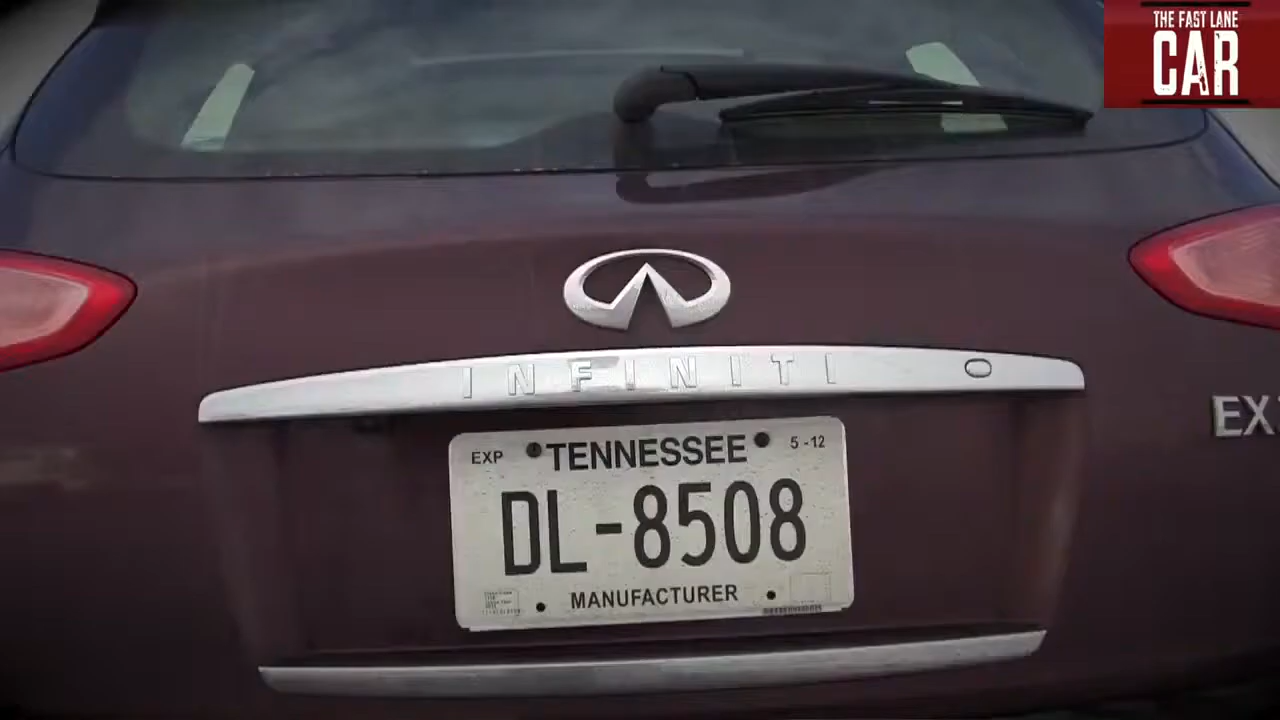 THE FAST LANE
CAR
INFINITI
EX
EXP
TENNESSEE
5-12
DL-8508
MANUFACTURER